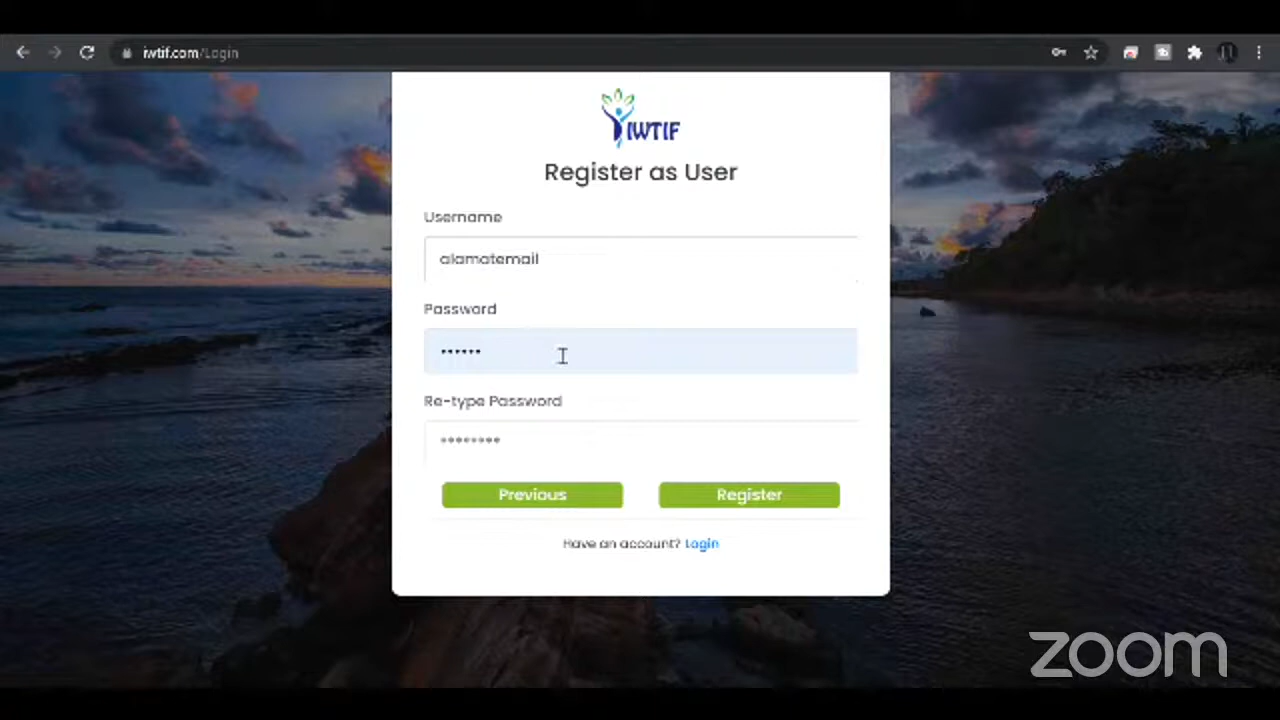 iwtif.com/Login
IWTIF
Register as User
Username
alamatemail
Password
••••••
Re-type Password
********
Previous
Register
Have an account? Login
zoom